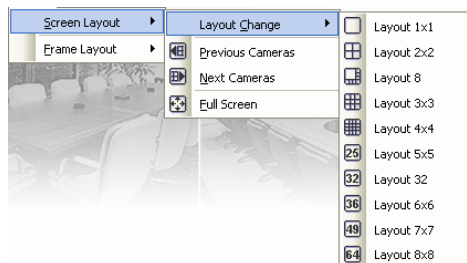 Screen Layout
Frame Layout
Layout Change
Previous Cameras
Next Cameras
Full Screen
Layout 1x1
Layout 2x2
Layout 8
Layout 3x3
Layout 4x4
25 Layout 5x5
32 Layout 32
36 Layout 6x6
49 Layout 7x7
64 Layout 8x8